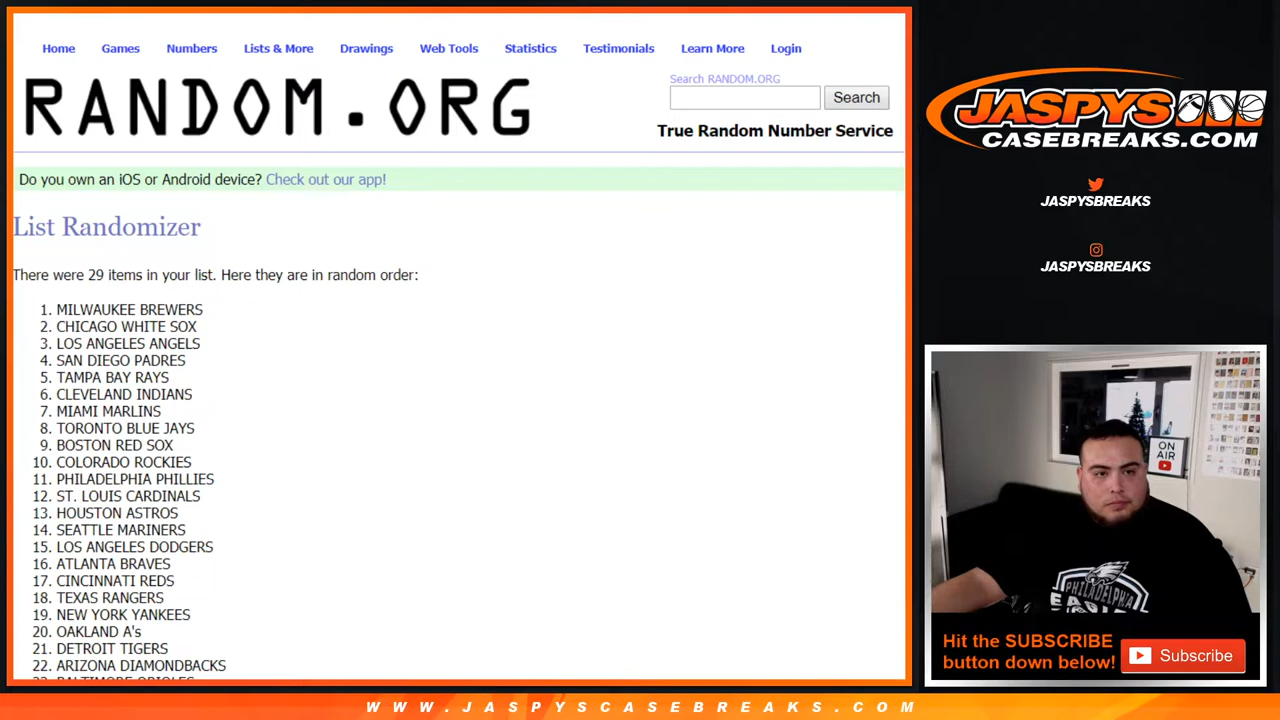 Home Games Numbers Lists & More Drawings Web Tools Statistics Testimonials Learn More Login
RANDOM.ORG
Search RANDOM.ORG
Search
True Random Number Service
Do you own an iOS or Android device? Check out our app!
List Randomizer
There were 29 items in your list. Here they are in random order:
1. MILWAUKEE BREWERS
2. CHICAGO WHITE SOX
3. LOS ANGELES ANGELS
4. SAN DIEGO PADRES
5. TAMPA BAY RAYS
6. CLEVELAND INDIANS
7. MIAMI MARLINS
8. TORONTO BLUE JAYS
9. BOSTON RED SOX
10. COLORADO ROCKIES
11. PHILADELPHIA PHILLIES
12. ST. LOUIS CARDINALS
13. HOUSTON ASTROS
14. SEATTLE MARINERS
15. LOS ANGELES DODGERS
16. ATLANTA BRAVES
17. CINCINNATI REDS
18. TEXAS RANGERS
19. NEW YORK YANKEES
20. OAKLAND A's
21. DETROIT TIGERS
22. ARIZONA DIAMONDBACKS
JASPYS
CASEBREAKS.COM
JASPYSBREAKS
JASPYSBREAKS
ON
AIR
PHILADELPHIA
Hit the SUBSCRIBE
button down below!
Subscribe
WWW.JASPYSCASEBREAKS.COM